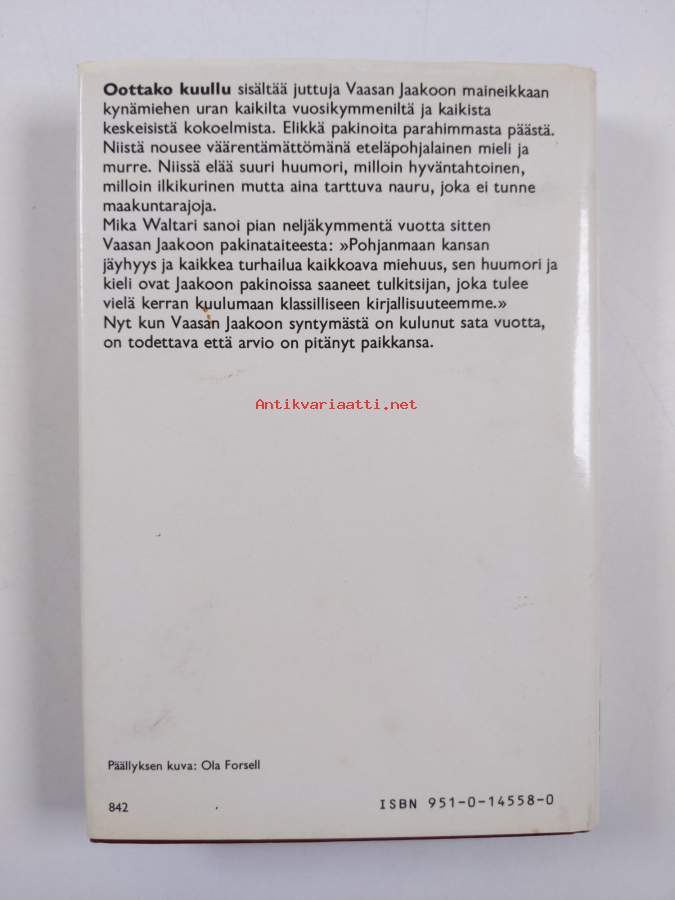 Oottako kuullu sisältää juttuja Vaasan Jaakoon maineikkaan
kynämiehen uran kaikilta vuosikymmeniltä ja kaikista
keskeisistä kokoelmista. Elikkä pakinoita parahimmasta päästä.
Niistä nousee väärentämättömänä eteläpohjalainen mieli ja
murre. Niissä elää suuri huumori, milloin hyväntahtoinen,
milloin ilkikurinen mutta aina tarttuva nauru, joka ei tunne
maakuntarajoja.
Mika Waltari sanoi pian neljäkymmentä vuotta sitten
Vaasan Jaakoon pakinataiteesta: »Pohjanmaan kansan
jäyhyys ja kaikkea turhailua kaikkoava miehuus, sen huumori ja
kieli ovat Jaakoon pakinoissa saaneet tulkitsijan, joka tulee
vielä kerran kuulumaan klassilliseen kirjallisuuteemme.»
Nyt kun Vaasan Jaakoon syntymästä on kulunut sata vuotta,
on todettava että arvio on pitänyt paikkansa.
Antikvariaatti.net
Päällyksen kuva: Ola Forsell
842
ISBN 951-0-14558-0